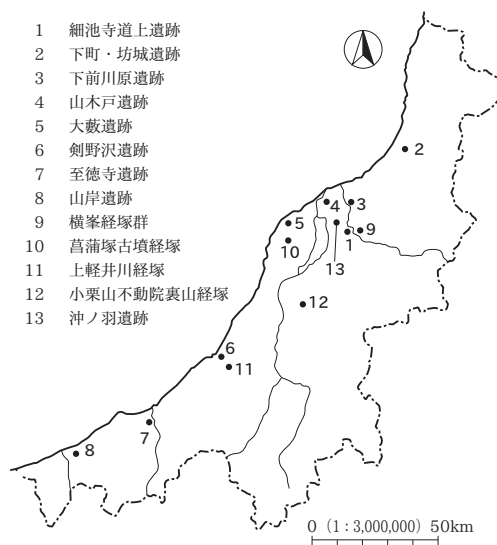 1 細池寺道上遺跡
2 下町・坊城遺跡
3 下前川原遺跡
4 山木戸遺跡
5 大藪遺跡
6 剣野沢遺跡
7 至徳寺遺跡
8 山岸遺跡
9 横峯経塚群
10 菖蒲塚古墳経塚
11 上軽井川経塚
12 小栗山不動院裏山経塚
13 沖ノ羽遺跡
2
4
3
5
1
9
10
13
12
6
11
7
8
0 (1:3,000,000) 50km